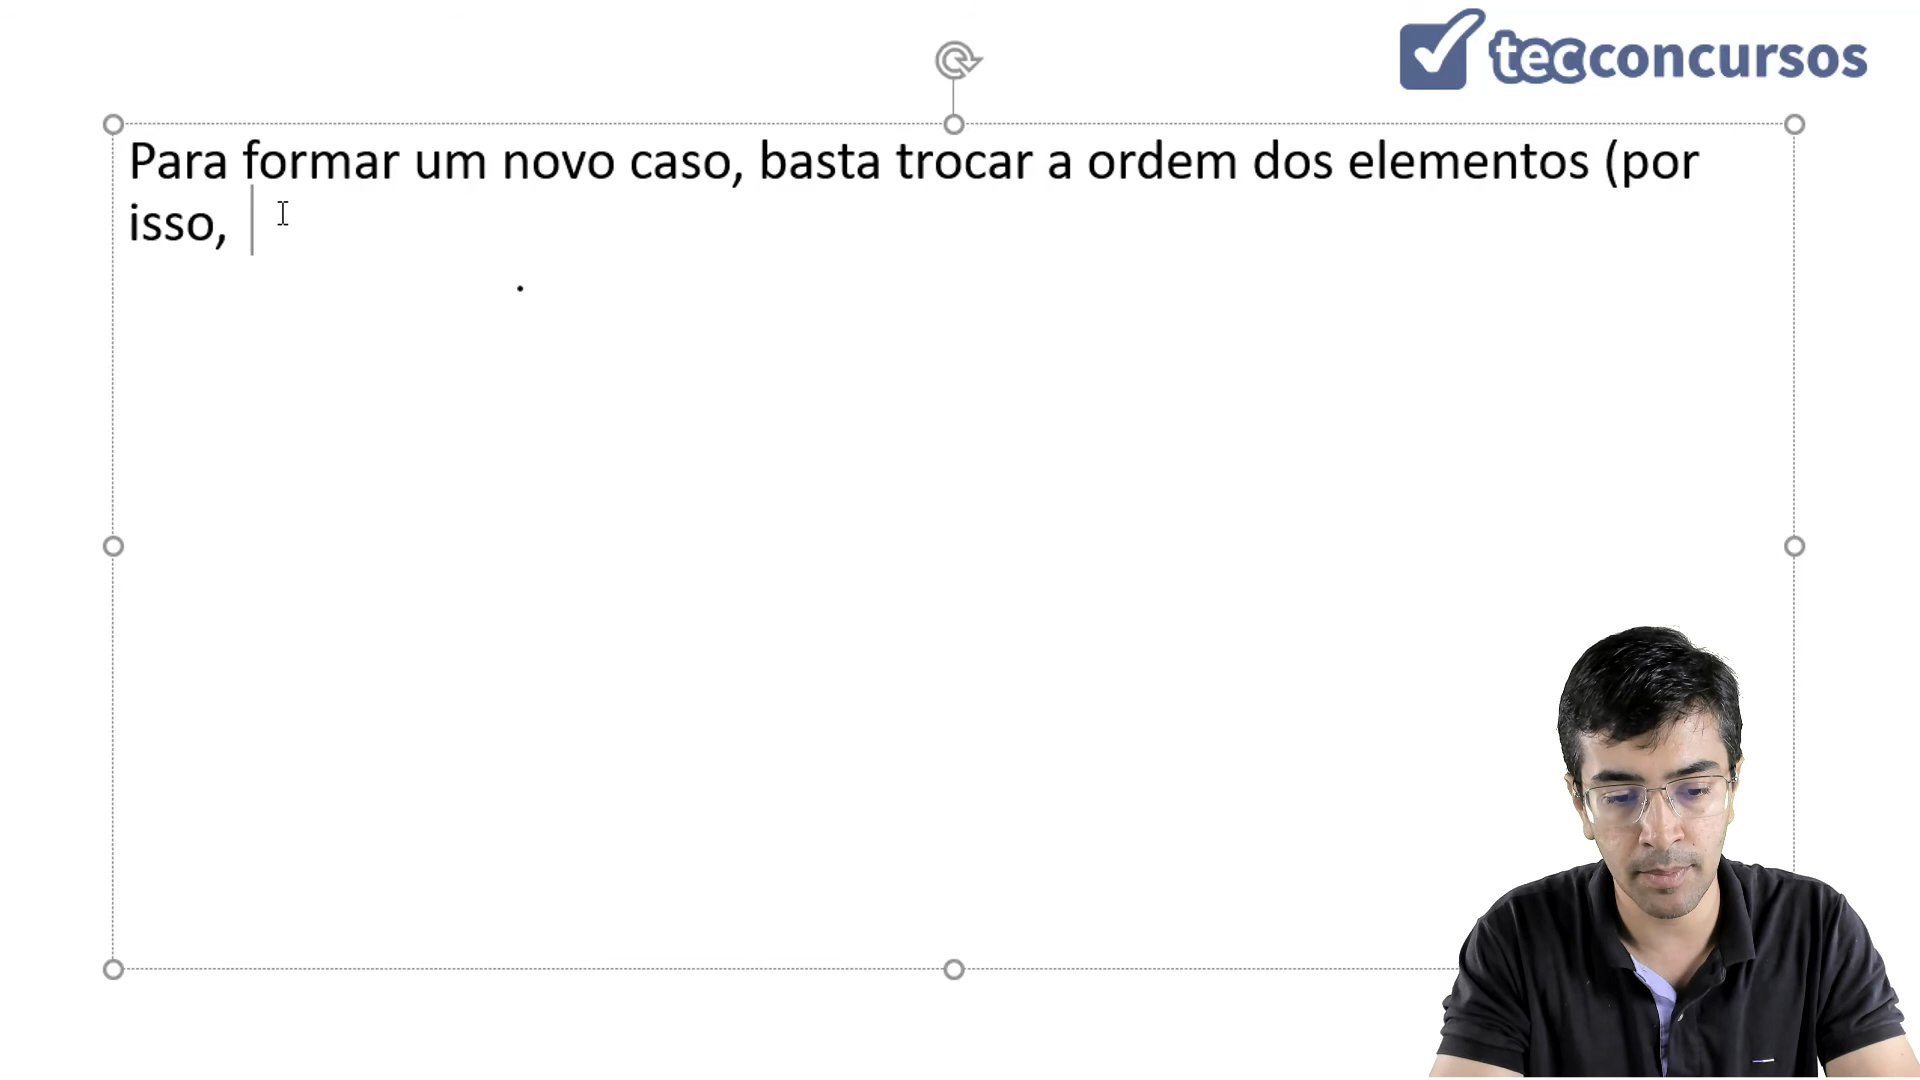 tecconcursos
Para formar um novo caso, basta trocar a ordem dos elementos (por
isso,
.